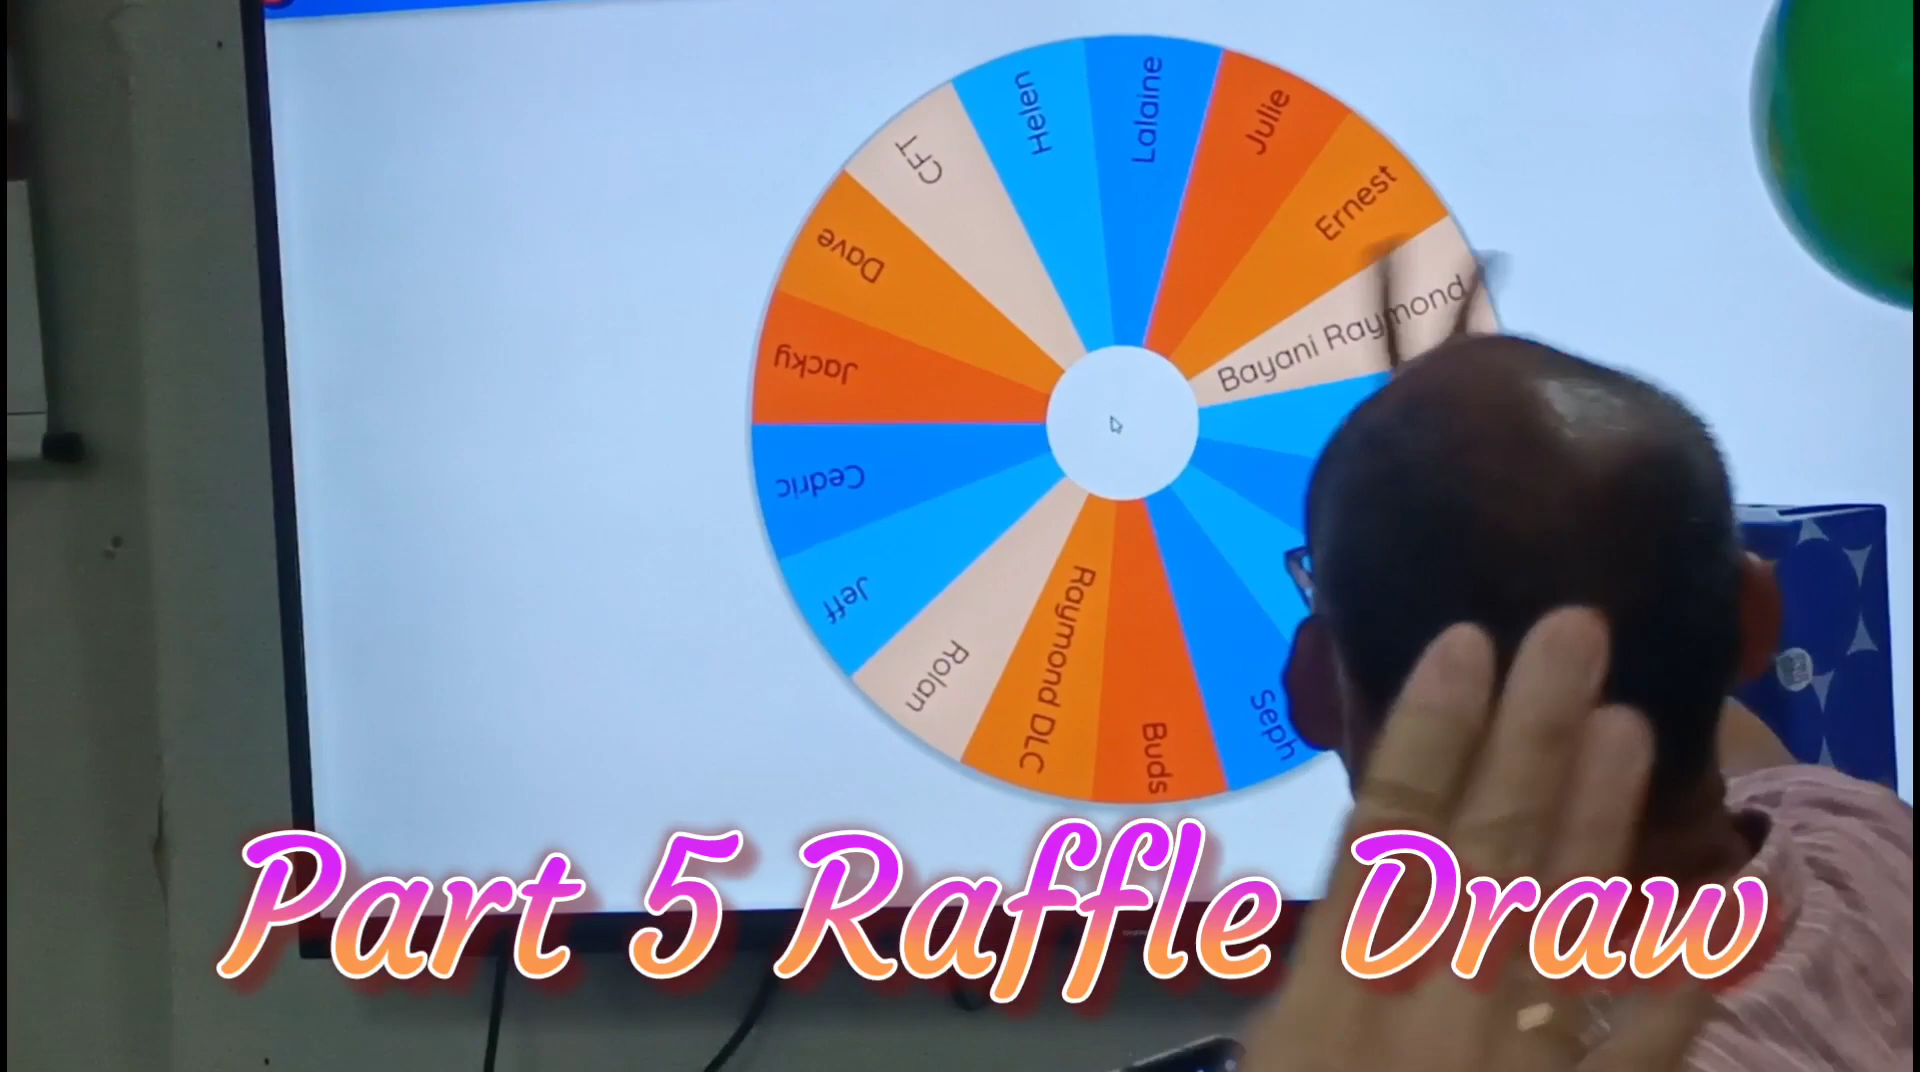 Helen
Lalaine
Julie
Ernest
Bayani Raymond
Seph
Buds
Raymond DLC
Rolan
Jeff
Cedric
Jacky
Dave
CFT
Part 5 Raffle Draw